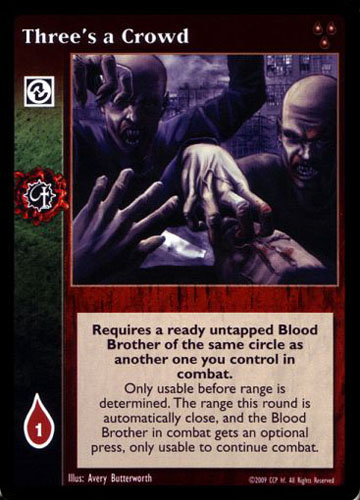 Three's a Crowd
Requires a ready untapped Blood
Brother of the same circle as
another one you control in
combat.
Only usable before range is
determined. The range this round is
automatically close, and the Blood
Brother in combat gets an optional
press, only usable to continue combat.
1
Illus: Avery Butterworth
©2009 CCP hf. All Rights Reserved.